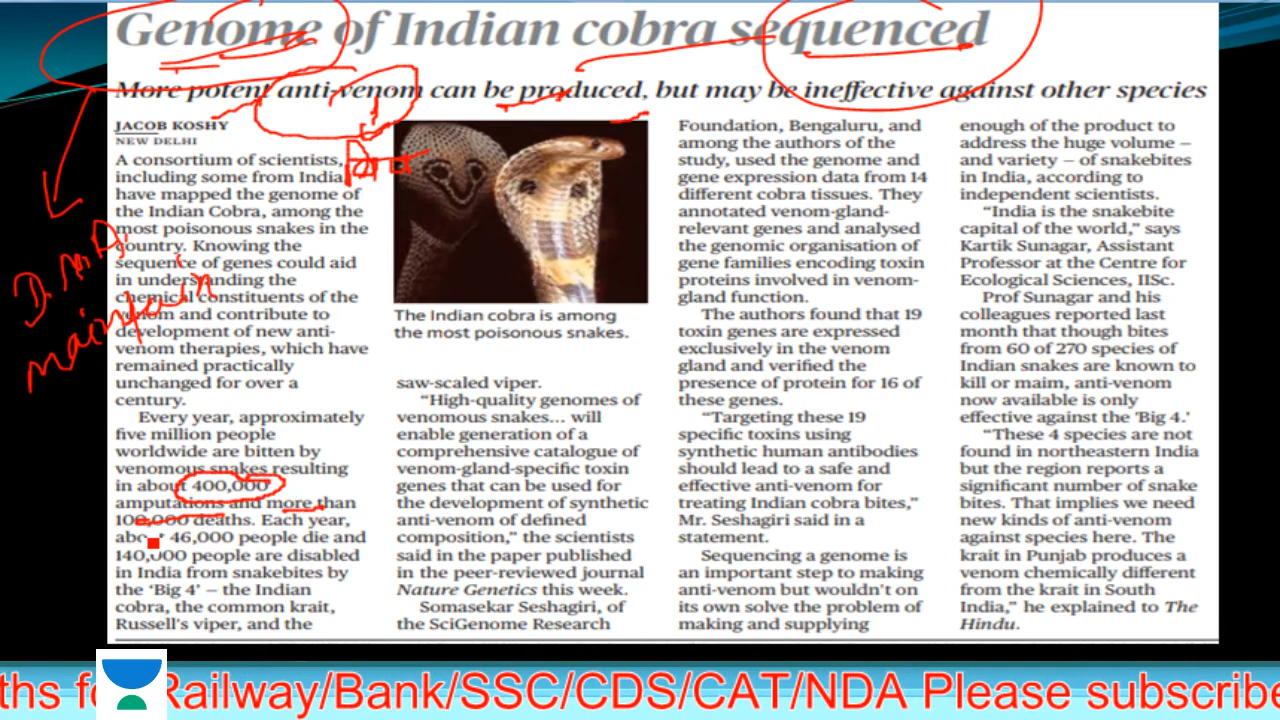 Genome of Indian cobra sequenced
More potent anti-venom can be produced, but may be ineffective against other species
JACOB KOSHY
NEW DELHI
A consortium of scientists,
including some from India,
have mapped the genome of
the Indian Cobra, among the
most poisonous snakes in the
country. Knowing the
sequence of genes could aid
in understanding the
chemical constituents of the
venom and contribute to
development of new anti-
venom therapies, which have
remained practically
unchanged for over a
century.
Every year, approximately
five million people
worldwide are bitten by
venomous snakes resulting
in about 400,000
amputations and more than
100,000 deaths. Each year,
about 46,000 people die and
140,000 people are disabled
in India from snakebites by
the ‘Big 4’ – the Indian
cobra, the common krait,
Russell's viper, and the
The Indian cobra is among
the most poisonous snakes.
saw-scaled viper.
“High-quality genomes of
venomous snakes... will
enable generation of a
comprehensive catalogue of
venom-gland-specific toxin
genes that can be used for
the development of synthetic
anti-venom of defined
composition,” the scientists
said in the paper published
in the peer-reviewed journal
Nature Genetics this week.
Somasekar Seshagiri, of
the SciGenome Research
Foundation, Bengaluru, and
among the authors of the
study, used the genome and
gene expression data from 14
different cobra tissues. They
annotated venom-gland-
relevant genes and analysed
the genomic organisation of
gene families encoding toxin
proteins involved in venom-
gland function.
The authors found that 19
toxin genes are expressed
exclusively in the venom
gland and verified the
presence of protein for 16 of
these genes.
“Targeting these 19
specific toxins using
synthetic human antibodies
should lead to a safe and
effective anti-venom for
treating Indian cobra bites,”
Mr. Seshagiri said in a
statement.
Sequencing a genome is
an important step to making
anti-venom but wouldn't on
its own solve the problem of
making and supplying
enough of the product to
address the huge volume –
and variety – of snakebites
in India, according to
independent scientists.
“India is the snakebite
capital of the world,” says
Kartik Sunagar, Assistant
Professor at the Centre for
Ecological Sciences, IISc.
Prof Sunagar and his
colleagues reported last
month that though bites
from 60 of 270 species of
Indian snakes are known to
kill or maim, anti-venom
now available is only
effective against the ‘Big 4.’
“These 4 species are not
found in northeastern India
but the region reports a
significant number of snake
bites. That implies we need
new kinds of anti-venom
against species here. The
krait in Punjab produces a
venom chemically different
from the krait in South
India,” he explained to The
Hindu.
maintain
Railway/Bank/SSC/CDS/CAT/NDA Please subscribe